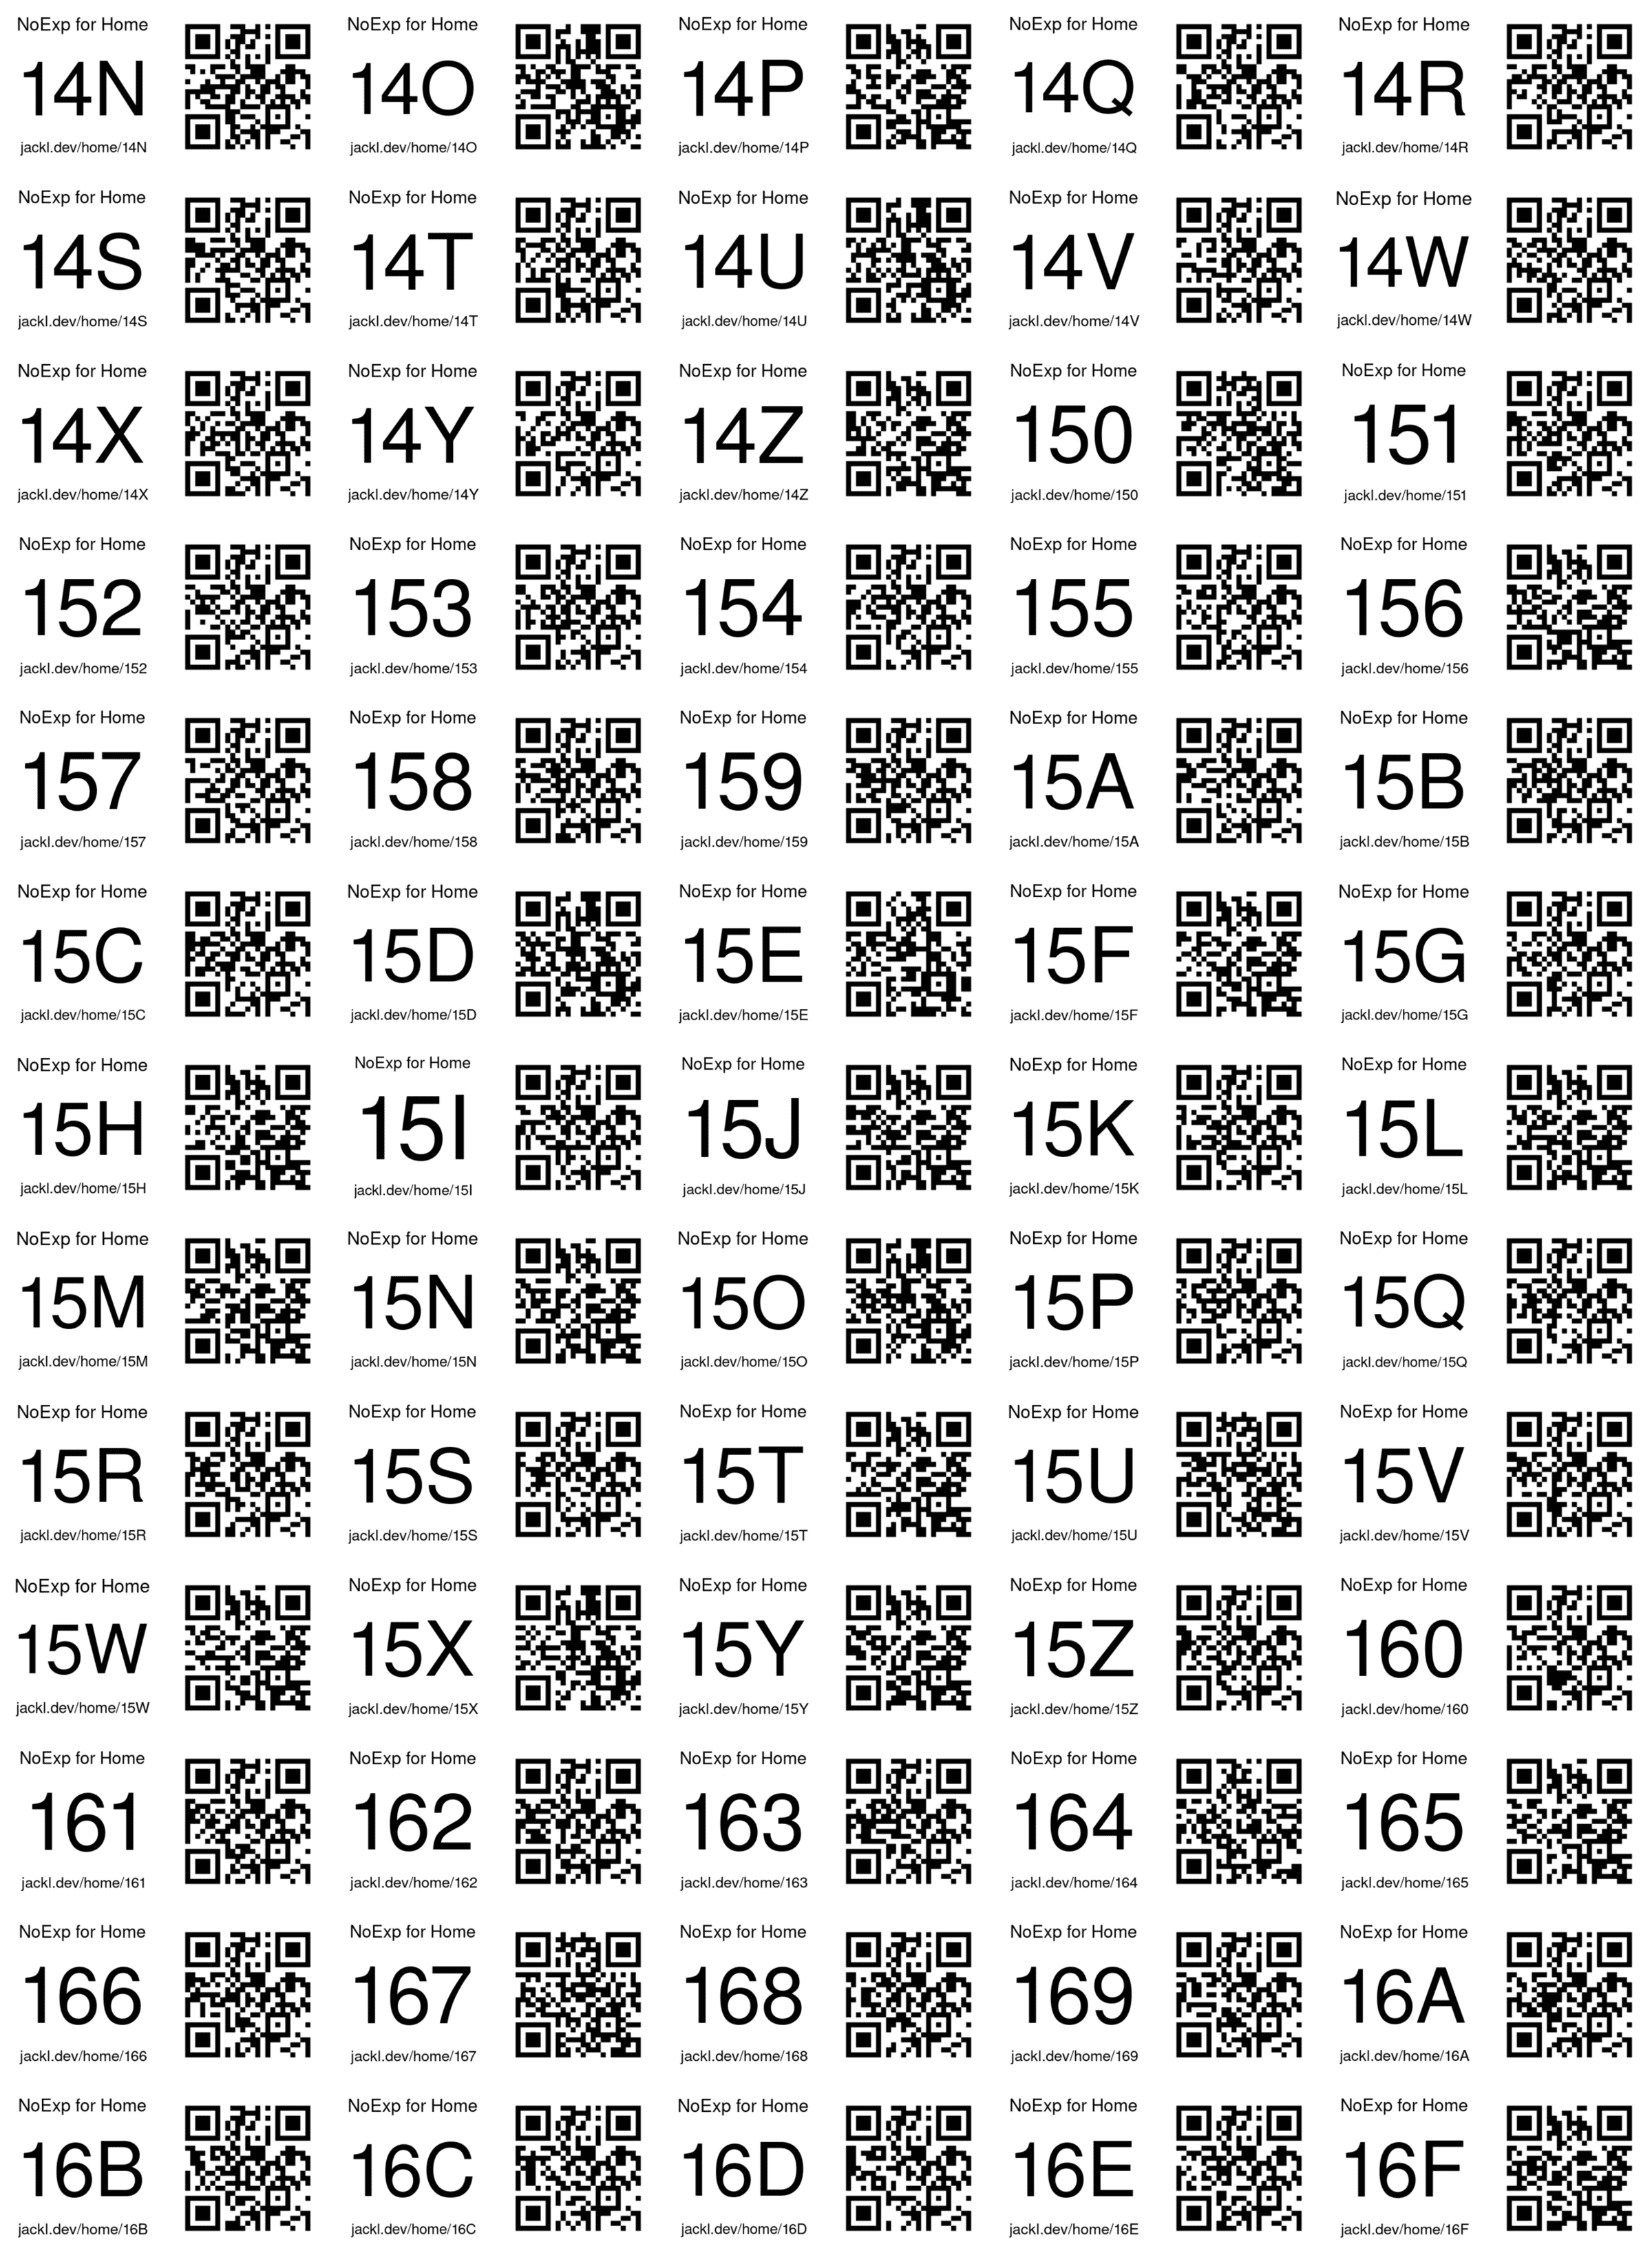 NoExp for Home
14N
jackl.dev/home/14N
NoExp for Home
14O
jackl.dev/home/14O
NoExp for Home
14P
jackl.dev/home/14P
NoExp for Home
14Q
jackl.dev/home/14Q
NoExp for Home
14R
jackl.dev/home/14R
NoExp for Home
14S
jackl.dev/home/14S
NoExp for Home
14T
jackl.dev/home/14T
NoExp for Home
14U
jackl.dev/home/14U
NoExp for Home
14V
jackl.dev/home/14V
NoExp for Home
14W
jackl.dev/home/14W
NoExp for Home
14X
jackl.dev/home/14X
NoExp for Home
14Y
jackl.dev/home/14Y
NoExp for Home
14Z
jackl.dev/home/14Z
NoExp for Home
150
jackl.dev/home/150
NoExp for Home
151
jackl.dev/home/151
NoExp for Home
152
jackl.dev/home/152
NoExp for Home
153
jackl.dev/home/153
NoExp for Home
154
jackl.dev/home/154
NoExp for Home
155
jackl.dev/home/155
NoExp for Home
156
jackl.dev/home/156
NoExp for Home
157
jackl.dev/home/157
NoExp for Home
158
jackl.dev/home/158
NoExp for Home
159
jackl.dev/home/159
NoExp for Home
15A
jackl.dev/home/15A
NoExp for Home
15B
jackl.dev/home/15B
NoExp for Home
15C
jackl.dev/home/15C
NoExp for Home
15D
jackl.dev/home/15D
NoExp for Home
15E
jackl.dev/home/15E
NoExp for Home
15F
jackl.dev/home/15F
NoExp for Home
15G
jackl.dev/home/15G
NoExp for Home
15H
jackl.dev/home/15H
NoExp for Home
15I
jackl.dev/home/15I
NoExp for Home
15J
jackl.dev/home/15J
NoExp for Home
15K
jackl.dev/home/15K
NoExp for Home
15L
jackl.dev/home/15L
NoExp for Home
15M
jackl.dev/home/15M
NoExp for Home
15N
jackl.dev/home/15N
NoExp for Home
15O
jackl.dev/home/15O
NoExp for Home
15P
jackl.dev/home/15P
NoExp for Home
15Q
jackl.dev/home/15Q
NoExp for Home
15R
jackl.dev/home/15R
NoExp for Home
15S
jackl.dev/home/15S
NoExp for Home
15T
jackl.dev/home/15T
NoExp for Home
15U
jackl.dev/home/15U
NoExp for Home
15V
jackl.dev/home/15V
NoExp for Home
15W
jackl.dev/home/15W
NoExp for Home
15X
jackl.dev/home/15X
NoExp for Home
15Y
jackl.dev/home/15Y
NoExp for Home
15Z
jackl.dev/home/15Z
NoExp for Home
160
jackl.dev/home/160
NoExp for Home
161
jackl.dev/home/161
NoExp for Home
162
jackl.dev/home/162
NoExp for Home
163
jackl.dev/home/163
NoExp for Home
164
jackl.dev/home/164
NoExp for Home
165
jackl.dev/home/165
NoExp for Home
166
jackl.dev/home/166
NoExp for Home
167
jackl.dev/home/167
NoExp for Home
168
jackl.dev/home/168
NoExp for Home
169
jackl.dev/home/169
NoExp for Home
16A
jackl.dev/home/16A
NoExp for Home
16B
jackl.dev/home/16B
NoExp for Home
16C
jackl.dev/home/16C
NoExp for Home
16D
jackl.dev/home/16D
NoExp for Home
16E
jackl.dev/home/16E
NoExp for Home
16F
jackl.dev/home/16F